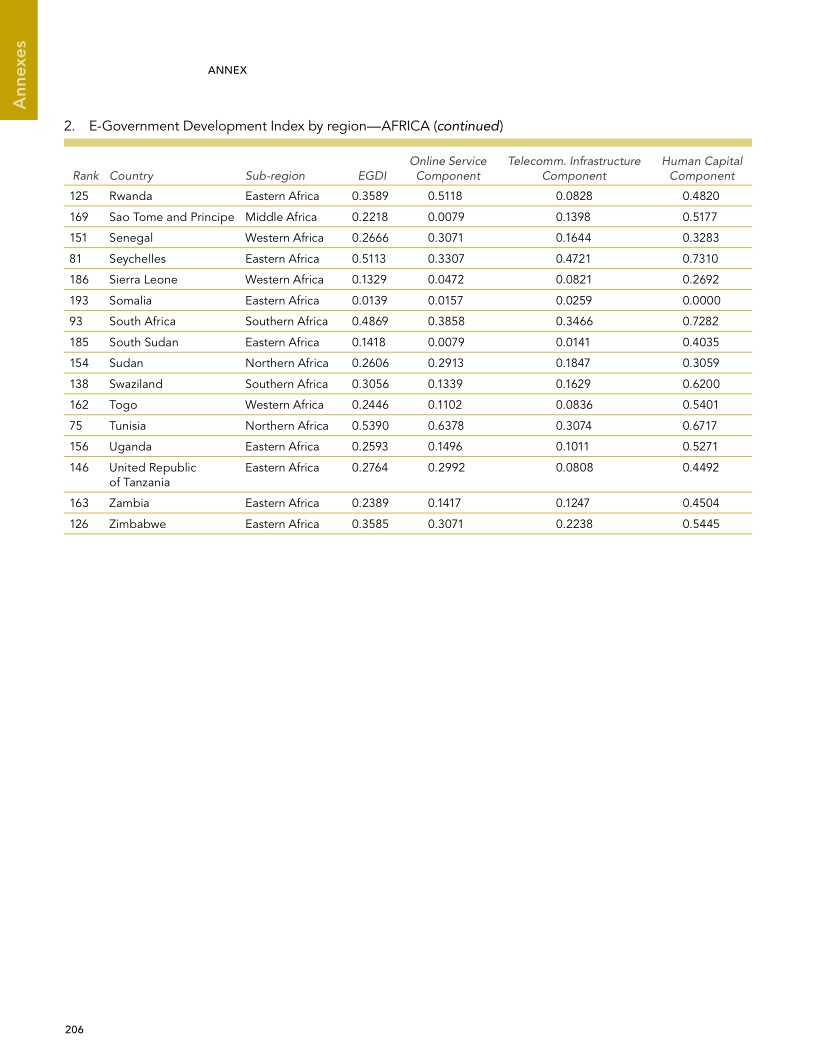 Annexes
ANNEX
2. E-Government Development Index by region—AFRICA (continued)
Online Service Telecomm. Infrastructure Human Capital
Rank Country Sub-region EGDI Component Component Component
125 Rwanda Eastern Africa 0.3589 0.5118 0.0828 0.4820
169 Sao Tome and Principe Middle Africa 0.2218 0.0079 0.1398 0.5177
151 Senegal Western Africa 0.2666 0.3071 0.1644 0.3283
81 Seychelles Eastern Africa 0.5113 0.3307 0.4721 0.7310
186 Sierra Leone Western Africa 0.1329 0.0472 0.0821 0.2692
193 Somalia Eastern Africa 0.0139 0.0157 0.0259 0.0000
93 South Africa Southern Africa 0.4869 0.3858 0.3466 0.7282
185 South Sudan Eastern Africa 0.1418 0.0079 0.0141 0.4035
154 Sudan Northern Africa 0.2606 0.2913 0.1847 0.3059
138 Swaziland Southern Africa 0.3056 0.1339 0.1629 0.6200
162 Togo Western Africa 0.2446 0.1102 0.0836 0.5401
75 Tunisia Northern Africa 0.5390 0.6378 0.3074 0.6717
156 Uganda Eastern Africa 0.2593 0.1496 0.1011 0.5271
146 United Republic Eastern Africa 0.2764 0.2992 0.0808 0.4492
of Tanzania
163 Zambia Eastern Africa 0.2389 0.1417 0.1247 0.4504
126 Zimbabwe Eastern Africa 0.3585 0.3071 0.2238 0.5445
206